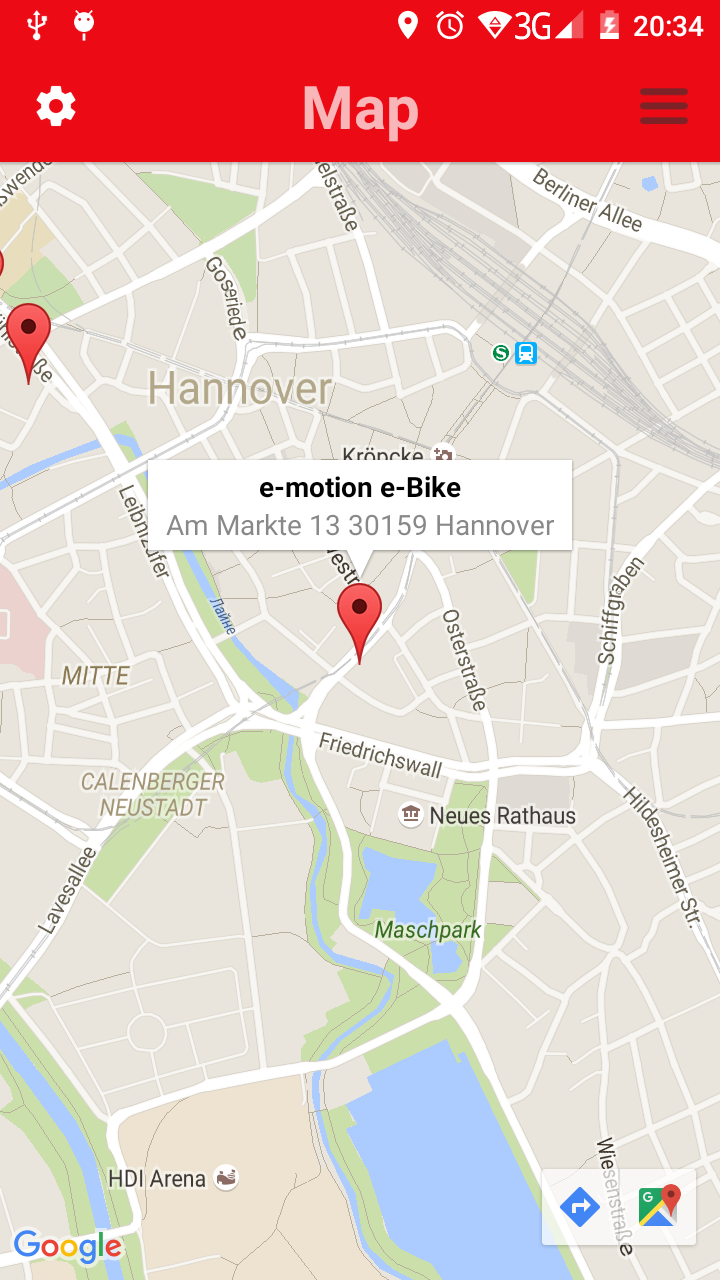 3G
20:34
Map
Berliner Allee
elstraße
Goseriede
Hannover
Kröpcke
e-motion e-Bike
Am Markte 13 30159 Hannover
Leibnizufer
Лайне
Osterstraße
Schiffgraben
MITTE
Friedrichswall
CALENBERGER
NEUSTADT
Neues Rathaus
Hildesheimer Str.
Lavesallee
Maschpark
HDI Arena
Wiesenstraße
Google